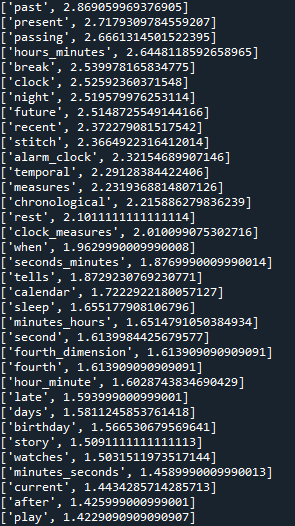 ['past', 2.869059969376905]
['present', 2.7179309784559207]
['passing', 2.6661314501522395]
['hours_minutes', 2.6448118592658965]
['break', 2.539978165834775]
['clock', 2.52592360371548]
['night', 2.519579976253114]
['future', 2.5148725549144166]
['recent', 2.372279081517542]
['stitch', 2.3664922316412014]
['alarm_clock', 2.32154689907146]
['temporal', 2.29128384422406]
['measures', 2.2319368814807126]
['chronological', 2.215886279836239]
['rest', 2.1011111111111114]
['clock_measures', 2.010099075302716]
['when', 1.9629990009990008]
['seconds_minutes', 1.8769990009990014]
['tells', 1.8729230769230771]
['calendar', 1.7222922180057127]
['sleep', 1.655177908106796]
['minutes_hours', 1.6514791050384934]
['second', 1.6139984425679577]
['fourth_dimension', 1.613909090909091]
['fourth', 1.613909090909091]
['hour_minute', 1.6028743834690429]
['late', 1.593999000999001]
['days', 1.5811245853761418]
['birthday', 1.566530679569641]
['story', 1.5091111111111113]
['watches', 1.5031511973517144]
['minutes_seconds', 1.4589990009990013]
['current', 1.4434285714285713]
['after', 1.425999000999001]
['play', 1.4229090909090907]